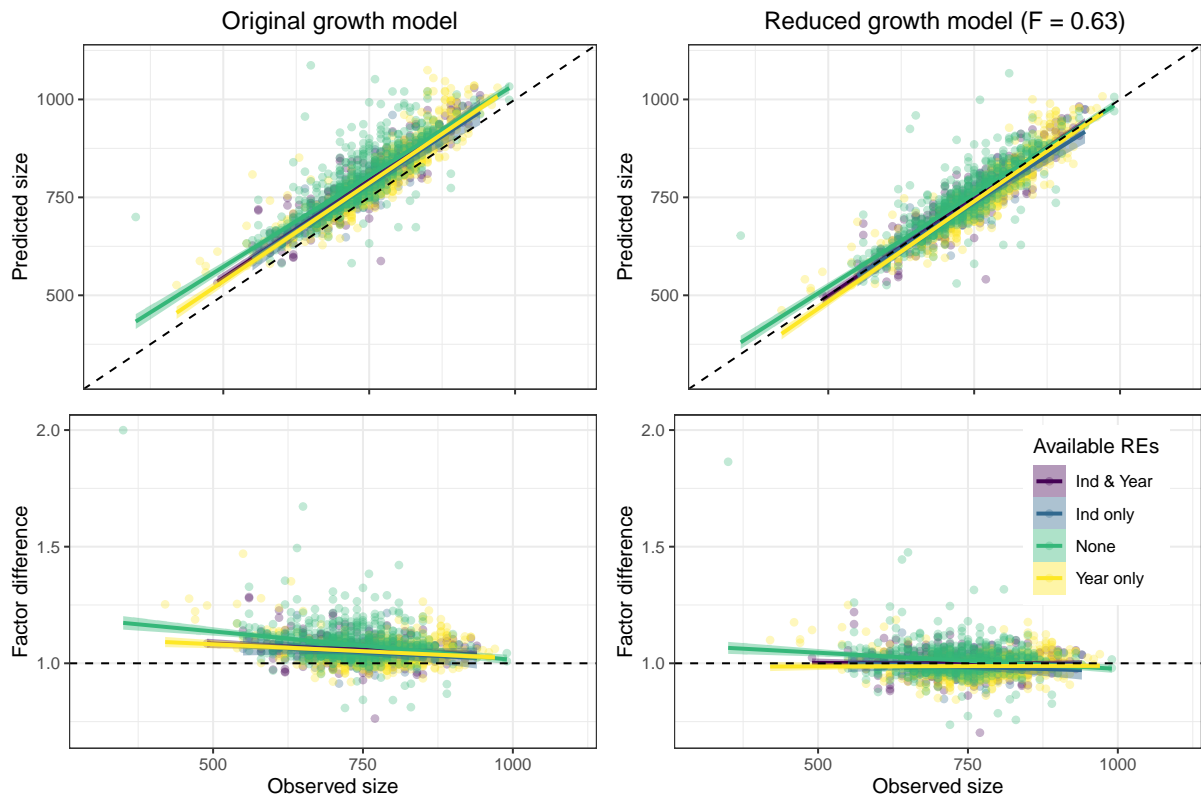 Original growth model
Reduced growth model (F = 0.63)
Predicted size
1000
750
500
Predicted size
1000
750
500
Factor difference
2.0
1.5
1.0
500
750
1000
Observed size
Factor difference
2.0
1.5
1.0
500
750
1000
Observed size
Available REs
Ind & Year
Ind only
None
Year only